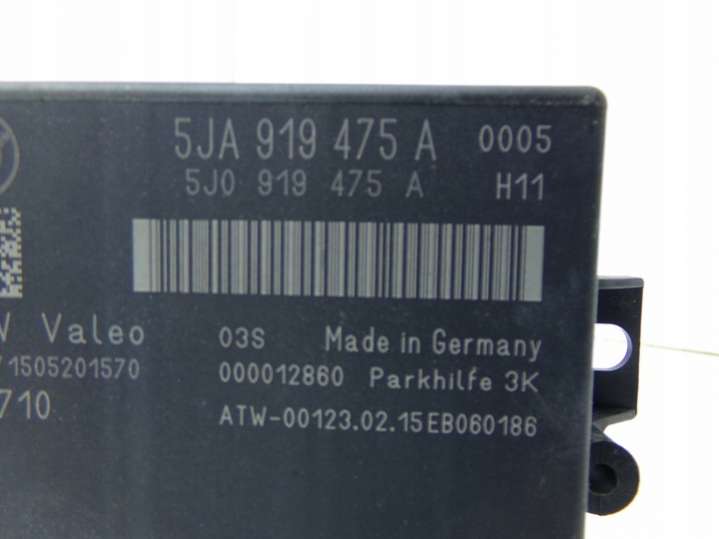 5JA 919 475 A 0005
5J0 919 475 A H11
Valeo 03S Made in Germany
1505201570 000012860 Parkhilfe 3K
710
ATW-00123.02.15EB060186